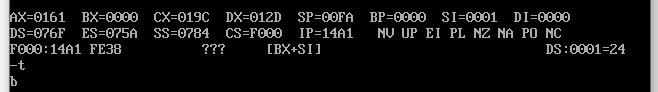 AX=0161  BX=0000  CX=019C  DX=012D  SP=00FA  BP=0000  SI=0001  DI=0000
DS=076F  ES=075A  SS=0784  CS=F000  IP=14A1   NV UP EI PL NZ NA PO NC
F000:14A1 FE38          ???     [BX+SI]                            DS:0001=24
-t
b